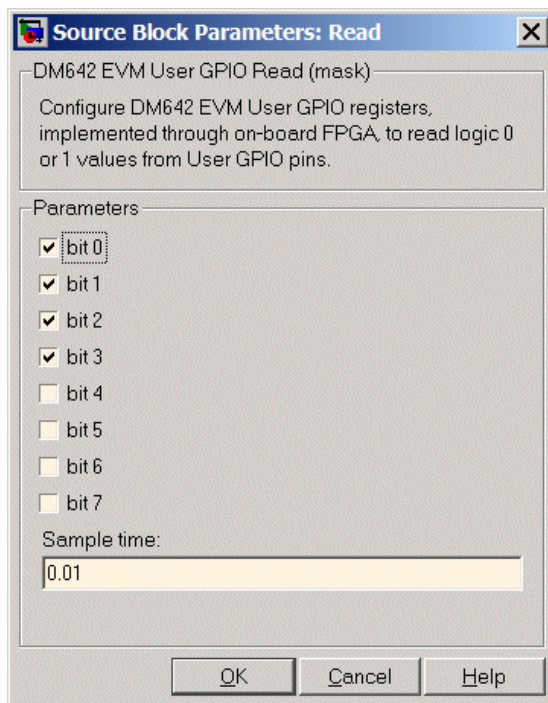 Source Block Parameters: Read
DM642 EVM User GPIO Read (mask)
Configure DM642 EVM User GPIO registers,
implemented through on-board FPGA, to read logic 0
or 1 values from User GPIO pins.
Parameters
bit 0
bit 1
bit 2
bit 3
bit 4
bit 5
bit 6
bit 7
Sample time:
0.01
OK Cancel Help